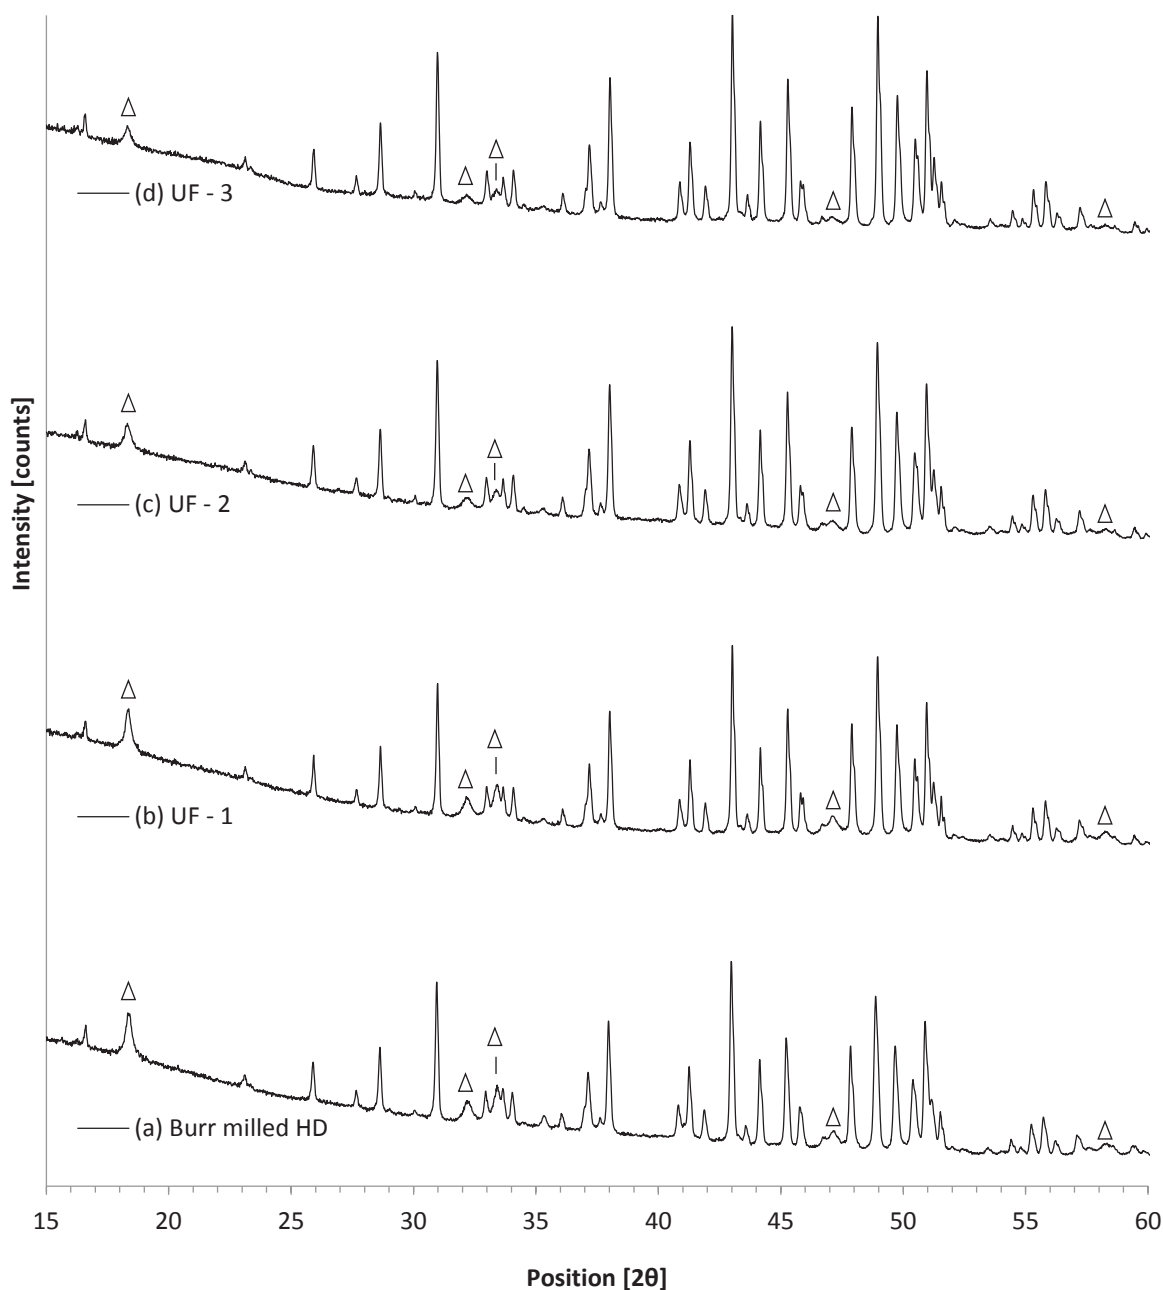 Intensity [counts]
(d) UF - 3
(c) UF - 2
(b) UF - 1
(a) Burr milled HD
15 20 25 30 35 40 45 50 55 60
Position [2θ]